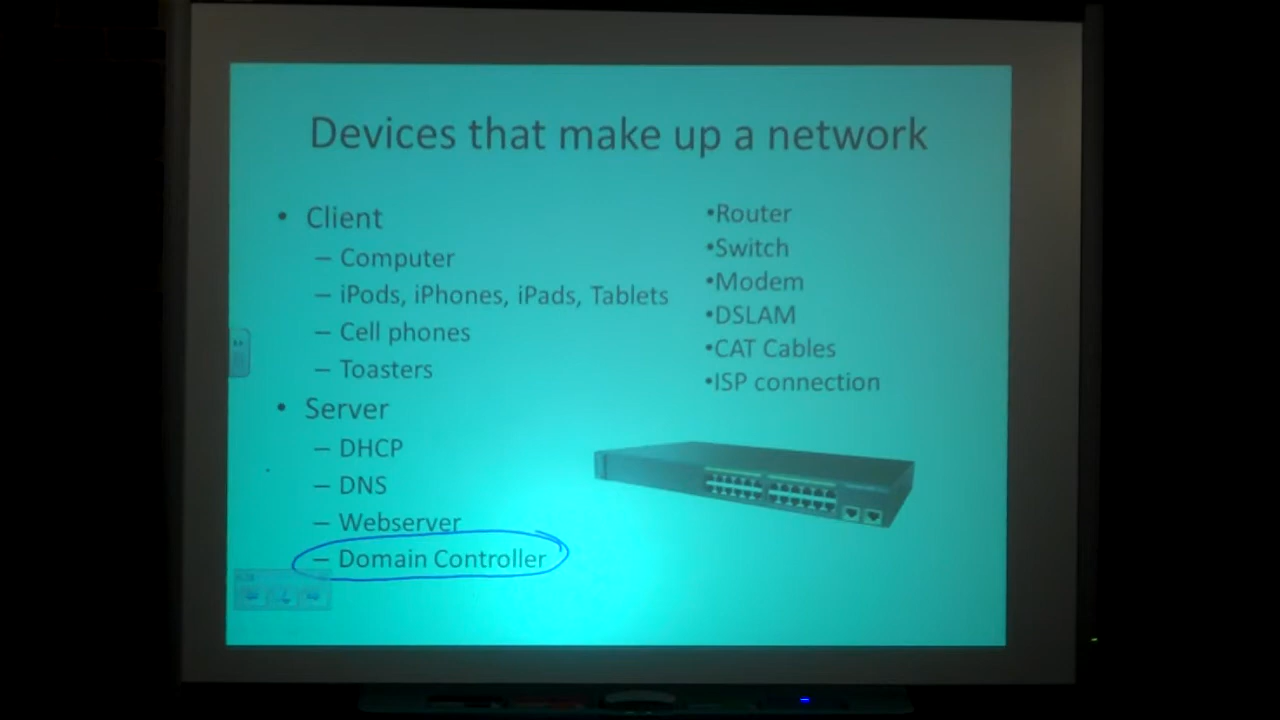 Devices that make up a network
• Client
– Computer
– iPods, iPhones, iPads, Tablets
– Cell phones
– Toasters
• Server
– DHCP
– DNS
– Webserver
– Domain Controller
•Router
•Switch
•Modem
•DSLAM
•CAT Cables
•ISP connection